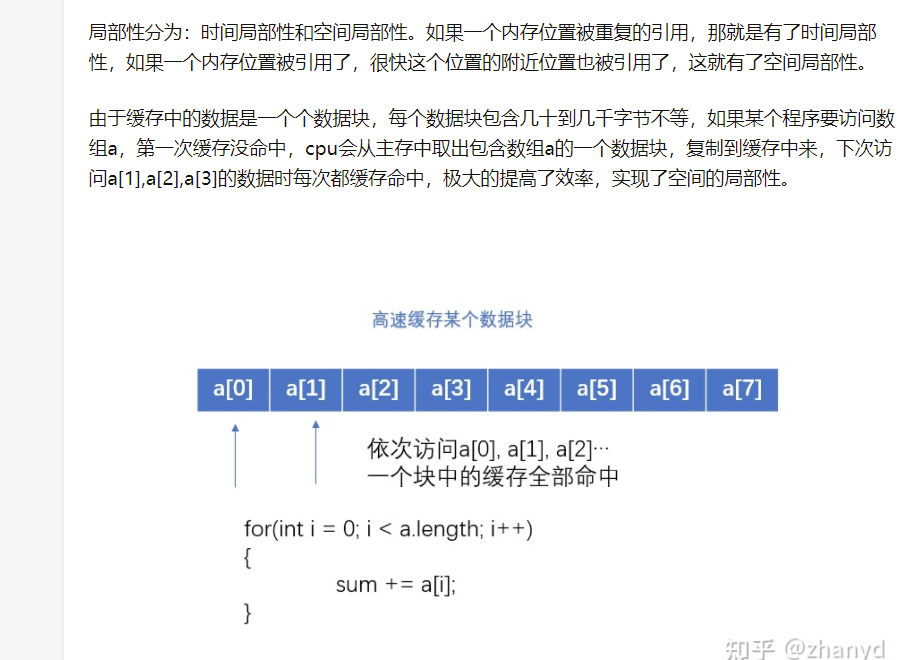 局部性分为：时间局部性和空间局部性。如果一个内存位置被重复的引用，那就是有了时间局部
性，如果一个内存位置被引用了，很快这个位置的附近位置也被引用了，这就有了空间局部性。
由于缓存中的数据是一个个数据块，每个数据块包含几十到几千字节不等，如果某个程序要访问数
组a，第一次缓存没命中，cpu会从主存中取出包含数组a的一个数据块，复制到缓存中来，下次访
问a[1],a[2],a[3]的数据时每次都缓存命中，极大的提高了效率，实现了空间的局部性。
高速缓存某个数据块
a[0] a[1] a[2] a[3] a[4] a[5] a[6] a[7]
依次访问a[0], a[1], a[2]…
一个块中的缓存全部命中
for(int i = 0; i < a.length; i++)
{
sum += a[i];
}
知乎 @zhanyd